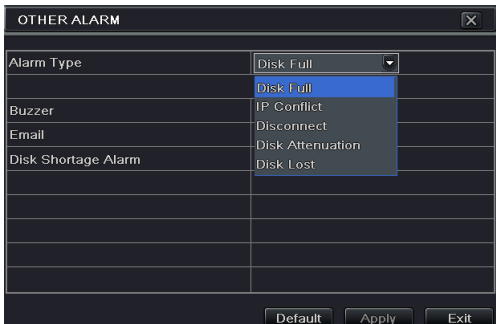 OTHER ALARM
Alarm Type
Disk Full
Disk Full
Buzzer
IP Conflict
Email
Disconnect
Disk Shortage Alarm
Disk Attenuation
Disk Lost
Default
Apply
Exit